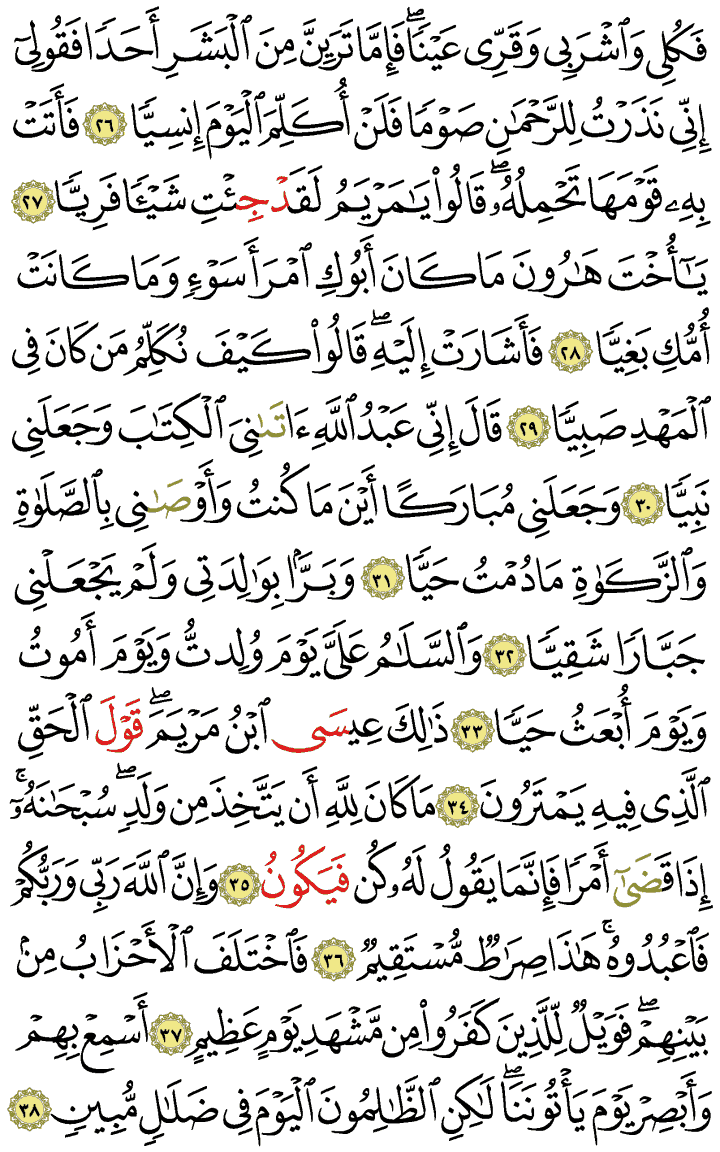 فَكُلِي وَٱشۡرَبِي وَقَرِّي عَيۡنٗاۖ فَإِمَّا تَرَيِنَّ مِنَ ٱلۡبَشَرِ أَحَدٗا فَقُولِيٓ
إِنِّي نَذَرۡتُ لِلرَّحۡمَٰنِ صَوۡمٗا فَلَنۡ أُكَلِّمَ ٱلۡيَوۡمَ إِنسِيّٗا ٢٦ فَأَتَتۡ
بِهِۦ قَوۡمَهَا تَحۡمِلُهُۥۖ قَالُواْ يَٰمَرۡيَمُ لَقَدۡ جِئۡتِ شَيۡـٔٗا فَرِيّٗا ٢٧
يَٰٓأُخۡتَ هَٰرُونَ مَا كَانَ أَبُوكِ ٱمۡرَأَ سَوۡءٖ وَمَا كَانَتۡ
أُمُّكِ بَغِيّٗا ٢٨ فَأَشَارَتۡ إِلَيۡهِۖ قَالُواْ كَيۡفَ نُكَلِّمُ مَن كَانَ فِي
ٱلۡمَهۡدِ صَبِيّٗا ٢٩ قَالَ إِنِّي عَبۡدُ ٱللَّهِ ءَاتَىٰنِيَ ٱلۡكِتَٰبَ وَجَعَلَنِي
نَبِيّٗا ٣٠ وَجَعَلَنِي مُبَارَكًا أَيۡنَ مَا كُنتُ وَأَوۡصَٰنِي بِٱلصَّلَوٰةِ
وَٱلزَّكَوٰةِ مَا دُمۡتُ حَيّٗا ٣١ وَبَرَّۢا بِوَٰلِدَتِي وَلَمۡ يَجۡعَلۡنِي
جَبَّارٗا شَقِيّٗا ٣٢ وَٱلسَّلَٰمُ عَلَيَّ يَوۡمَ وُلِدتُّ وَيَوۡمَ أَمُوتُ
وَيَوۡمَ أُبۡعَثُ حَيّٗا ٣٣ ذَٰلِكَ عِيسَى ٱبۡنُ مَرۡيَمَۖ قَوۡلَ ٱلۡحَقِّ
ٱلَّذِي فِيهِ يَمۡتَرُونَ ٣٤ مَا كَانَ لِلَّهِ أَن يَتَّخِذَ مِن وَلَدٖۖ سُبۡحَٰنَهُۥٓۚ
إِذَا قَضَىٰٓ أَمۡرٗا فَإِنَّمَا يَقُولُ لَهُۥ كُن فَيَكُونُ ٣٥ وَإِنَّ ٱللَّهَ رَبِّي وَرَبُّكُمۡ
فَٱعۡبُدُوهُۚ هَٰذَا صِرَٰطٞ مُّسۡتَقِيمٞ ٣٦ فَٱخۡتَلَفَ ٱلۡأَحۡزَابُ مِنۢ
بَيۡنِهِمۡۖ فَوَيۡلٞ لِّلَّذِينَ كَفَرُواْ مِن مَّشۡهَدِ يَوۡمٍ عَظِيمٍ ٣٧ أَسۡمِعۡ بِهِمۡ
وَأَبۡصِرۡ يَوۡمَ يَأۡتُونَنَاۖ لَٰكِنِ ٱلظَّٰلِمُونَ ٱلۡيَوۡمَ فِي ضَلَٰلٖ مُّبِينٖ ٣٨